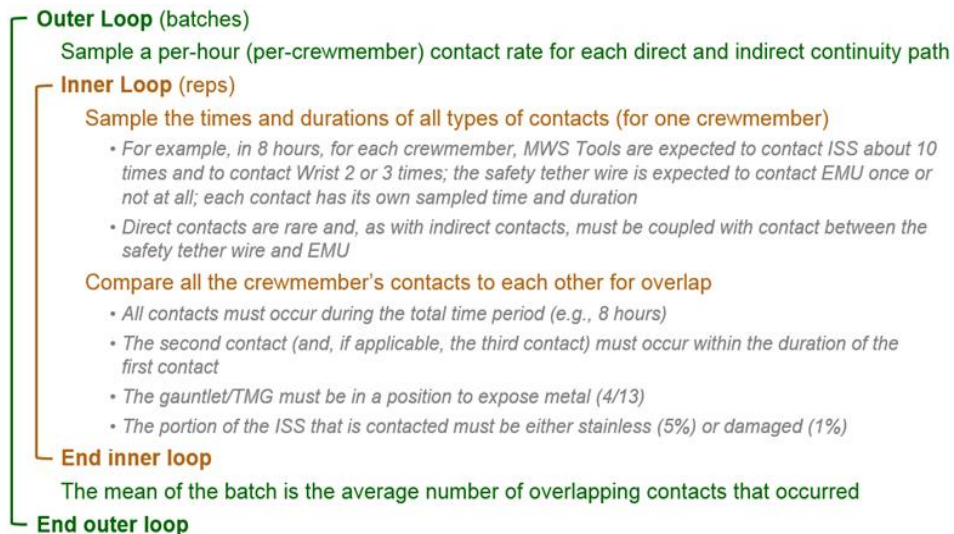 Outer Loop (batches)
Sample a per-hour (per-crewmember) contact rate for each direct and indirect continuity path
Inner Loop (reps)
Sample the times and durations of all types of contacts (for one crewmember)
• For example, in 8 hours, for each crewmember, MWS Tools are expected to contact ISS about 10
times and to contact Wrist 2 or 3 times; the safety tether wire is expected to contact EMU once or
not at all; each contact has its own sampled time and duration
• Direct contacts are rare and, as with indirect contacts, must be coupled with contact between the
safety tether wire and EMU
Compare all the crewmember's contacts to each other for overlap
• All contacts must occur during the total time period (e.g., 8 hours)
• The second contact (and, if applicable, the third contact) must occur within the duration of the
first contact
• The gauntlet/TMG must be in a position to expose metal (4/13)
• The portion of the ISS that is contacted must be either stainless (5%) or damaged (1%)
End inner loop
The mean of the batch is the average number of overlapping contacts that occurred
End outer loop